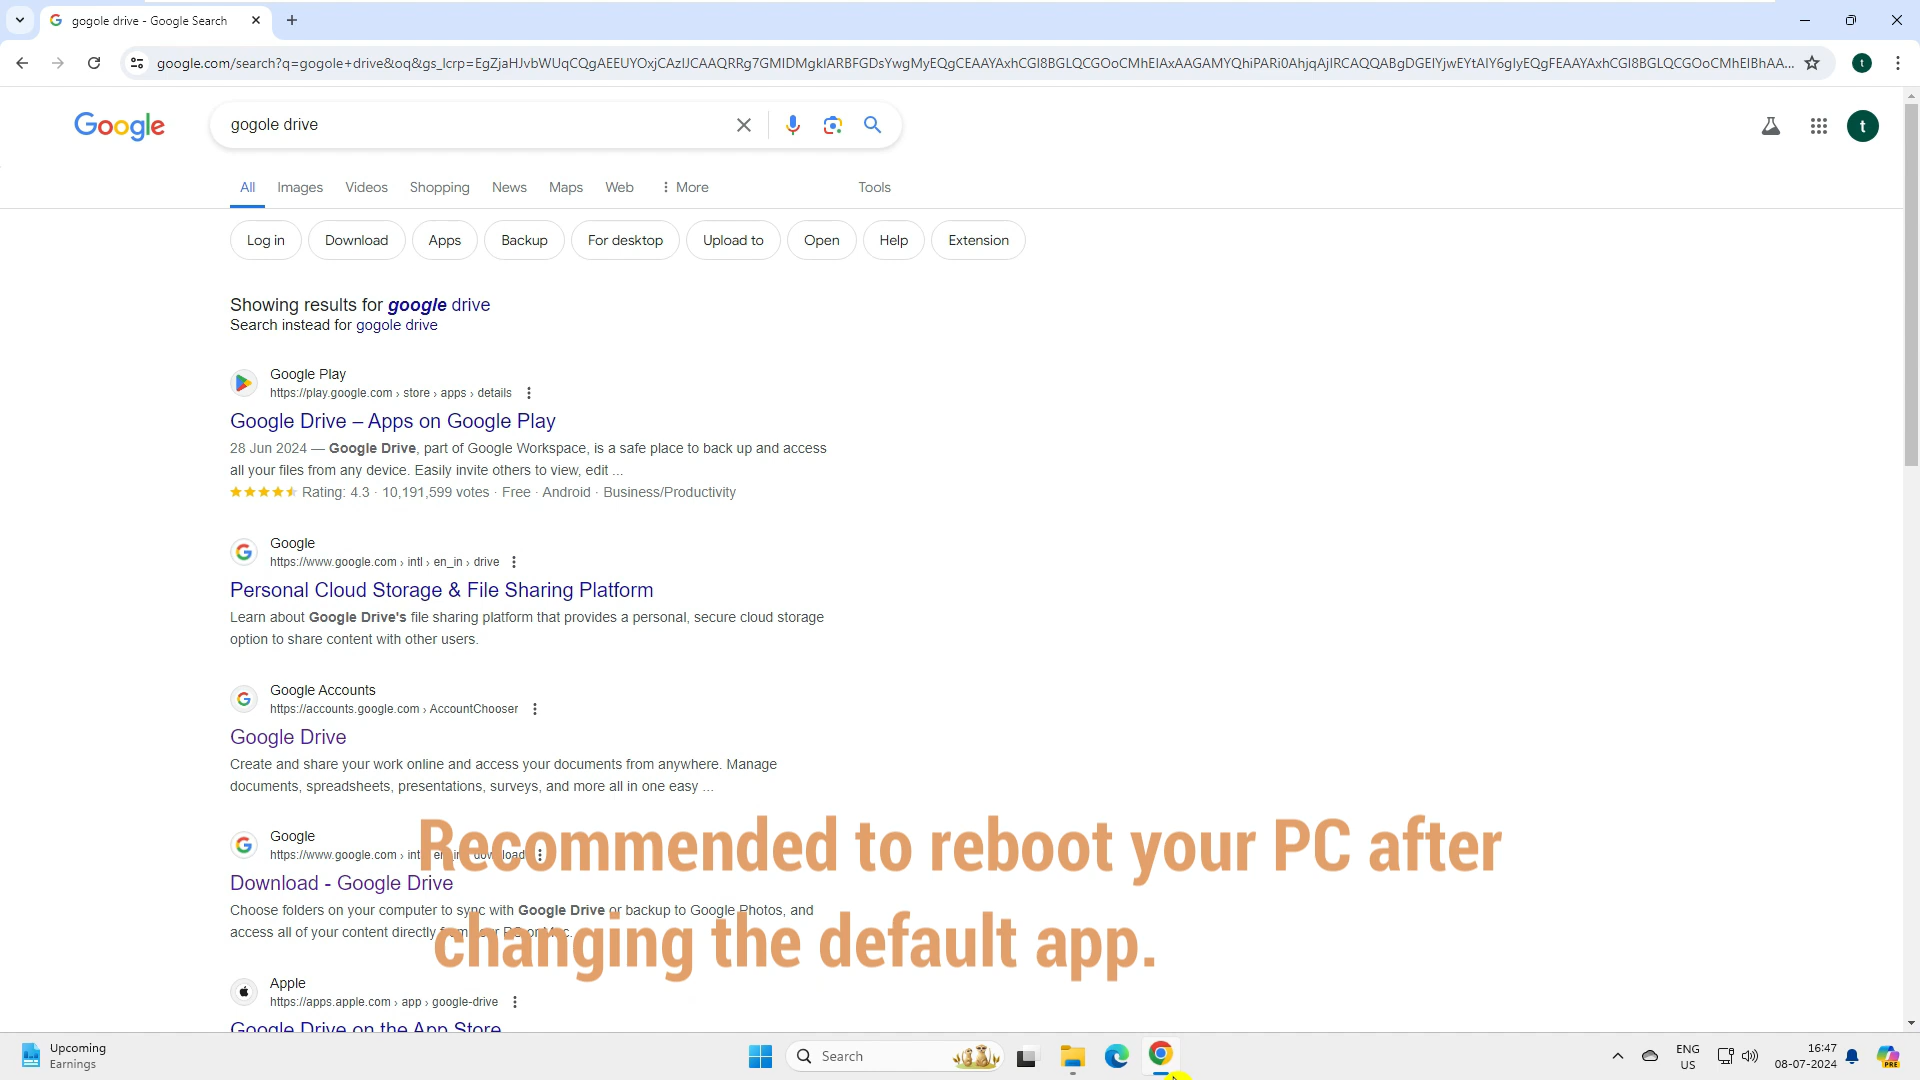 gogole drive - Google Search
google.com/search?q=gogole+drive&oq&gs_lcrp=
Google
gogole drive
t
All Images Videos Shopping News Maps Web More Tools
Log in Download Apps Backup For desktop Upload to Open Help Extension
Showing results for google drive
Search instead for gogole drive
Google Play
https://play.google.com › store › apps › details
Google Drive – Apps on Google Play
28 Jun 2024 — Google Drive, part of Google Workspace, is a safe place to back up and access
all your files from any device. Easily invite others to view, edit ...
Rating: 4.3 · 10,191,599 votes · Free · Android · Business/Productivity
Google
https://www.google.com › intl › en_in › drive
Personal Cloud Storage & File Sharing Platform
Learn about Google Drive's file sharing platform that provides a personal, secure cloud storage
option to share content with other users.
Google Accounts
https://accounts.google.com › AccountChooser
Google Drive
Create and share your work online and access your documents from anywhere. Manage
documents, spreadsheets, presentations, surveys, and more all in one easy ...
Google
https://www.google.com › intl › en_in › download
Recommended to reboot your PC after
Download - Google Drive
Choose folders on your computer to sync with Google Drive or backup to Google Photos, and
access all of your content directly from your PC or Mac.
changing the default app.
Apple
https://apps.apple.com › app › google-drive
Google Drive on the App Store
Upcoming
Earnings
Search
ENG
US
16:47
08-07-2024
PRE